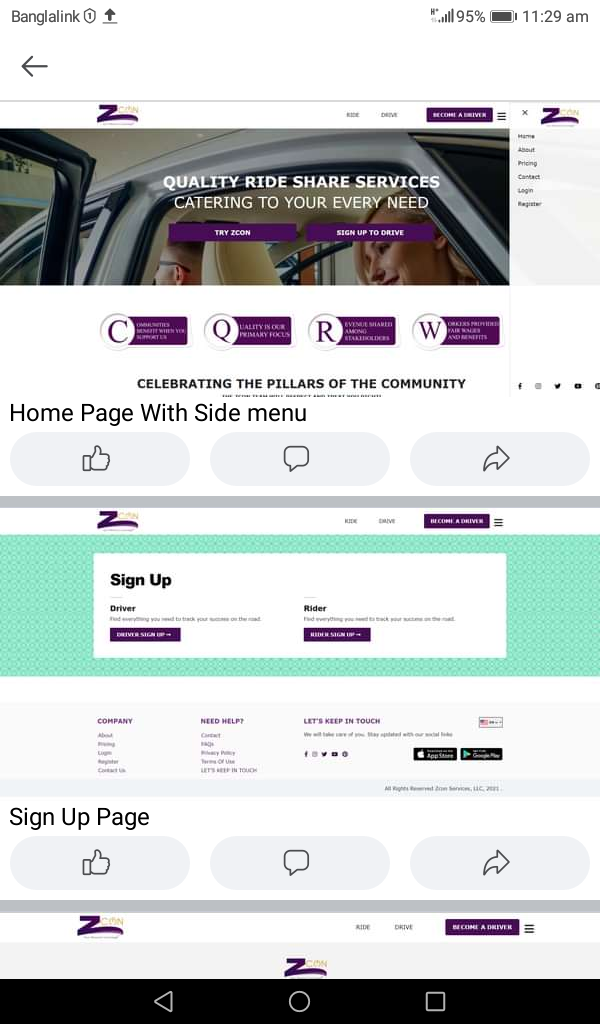 Banglalink 95% 11:29 am
ZCON
RIDE DRIVE BECOME A DRIVER
ZCON
Home
About
Pricing
Contact
Login
Register
QUALITY RIDE SHARE SERVICES
CATERING TO YOUR EVERY NEED
TRY ZCON SIGN UP TO DRIVE
C OMMUNITIES
BENEFIT WHEN YOU
SUPPORT US
Q UALITY IS OUR
PRIMARY FOCUS
R EVENUE SHARED
AMONG
STAKEHOLDERS
W ORKERS PROVIDED
FAIR WAGES
AND BENEFITS
CELEBRATING THE PILLARS OF THE COMMUNITY
Home Page With Side menu
ZCON
RIDE DRIVE BECOME A DRIVER
Sign Up
Driver
Find everything you need to track your success on the road.
DRIVER SIGN UP →
Rider
Find everything you need to track your success on the road.
RIDER SIGN UP →
COMPANY
About
Pricing
Login
Register
Contact Us
NEED HELP?
Contact
FAQs
Privacy Policy
Terms Of Use
LET'S KEEP IN TOUCH
LET'S KEEP IN TOUCH
We will take care of you. Stay updated with our social links
App Store
Google Play
All Rights Reserved Zcon Services, LLC, 2021.
Sign Up Page
ZCON
RIDE DRIVE BECOME A DRIVER
ZCON